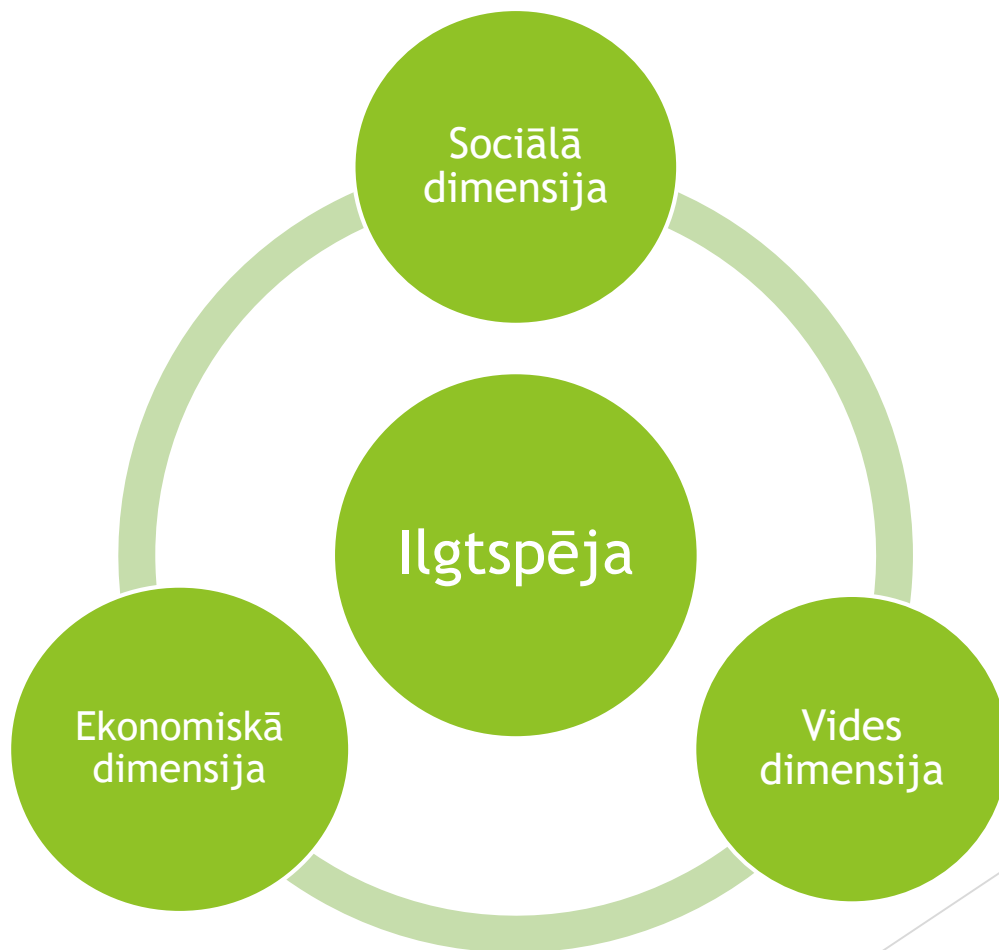 Sociālā
dimensija
Ilgtspēja
Ekonomiskā
dimensija
Vides
dimensija